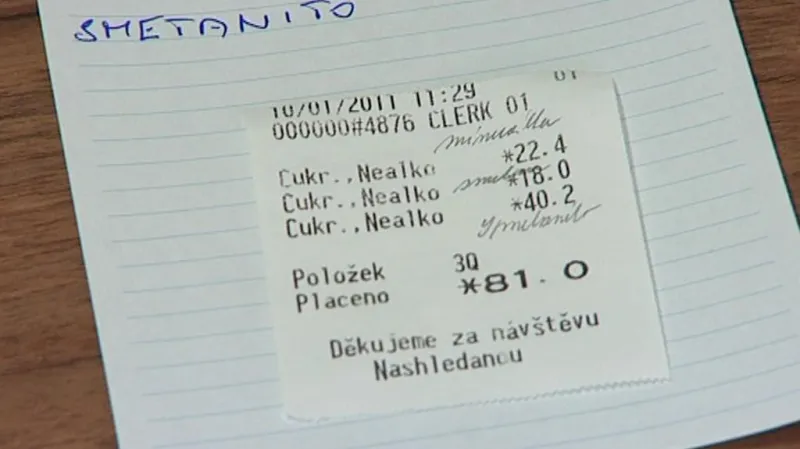 SMETANITO
01
10/01/2011 11:29
000000#4876 CLERK 01
Cukr.,Nealko *22.4
Cukr.,Nealko *18.0
Cukr.,Nealko *40.2
Položek 3Q
Placeno *81.0
Děkujeme za návštěvu
Nashledanou